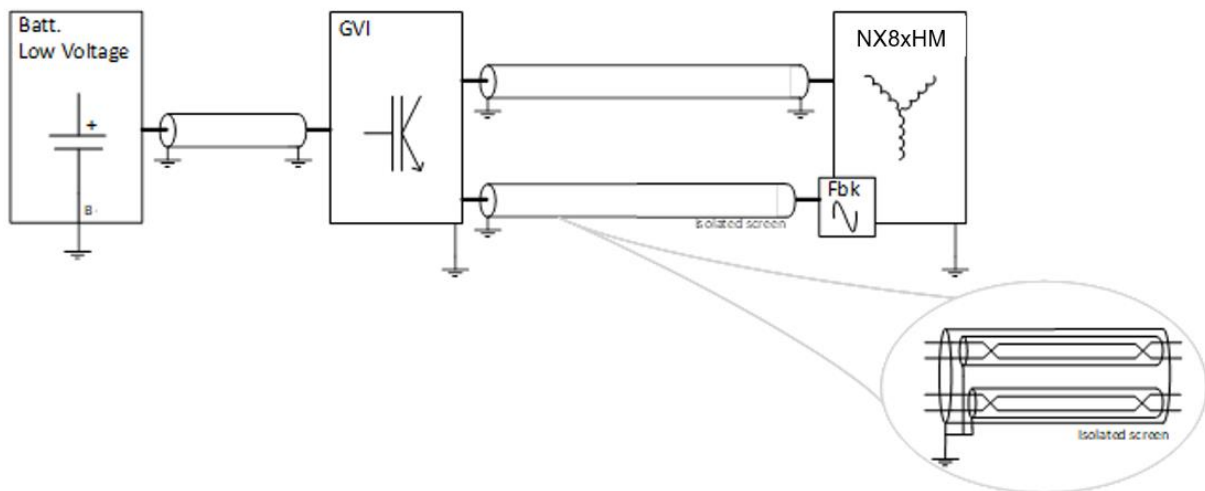 Batt.
Low Voltage
+
B-
GVI
NX8xHM
Fbk
Isolated screen
Isolated screen